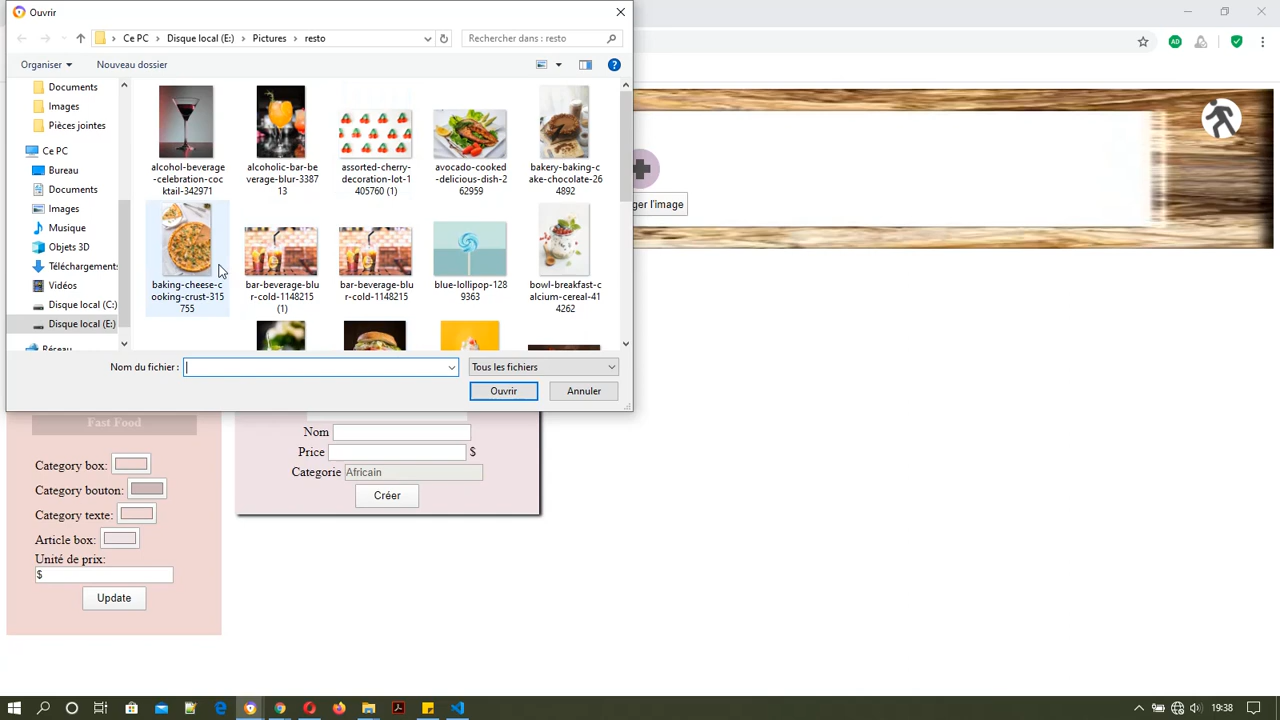 Ouvrir
Ce PC
Disque local (E:)
Pictures
resto
Rechercher dans : resto
Organiser
Nouveau dossier
Documents
Images
Pièces jointes
Ce PC
Bureau
Documents
Images
Musique
Objets 3D
Téléchargement
Vidéos
Disque local (C:)
Disque local (E:)
Réseau
alcohol-beverage
-celebration-coc
ktail-342971
alcoholic-bar-be
verage-blur-3387
13
assorted-cherry-
decoration-lot-1
405760 (1)
avocado-cooked
-delicious-dish-2
62959
bakery-baking-c
ake-chocolate-26
4892
baking-cheese-c
ooking-crust-315
755
bar-beverage-blu
r-cold-1148215
(1)
bar-beverage-blu
r-cold-1148215
blue-lollipop-128
9363
bowl-breakfast-c
alcium-cereal-41
4262
Nom du fichier :
Tous les fichiers
Ouvrir
Annuler
ger l'image
AD
Fast Food
Category box:
Category bouton:
Category texte:
Article box:
Unité de prix:
$
Update
Nom
Price
$
Categorie
Africain
Créer
19:38